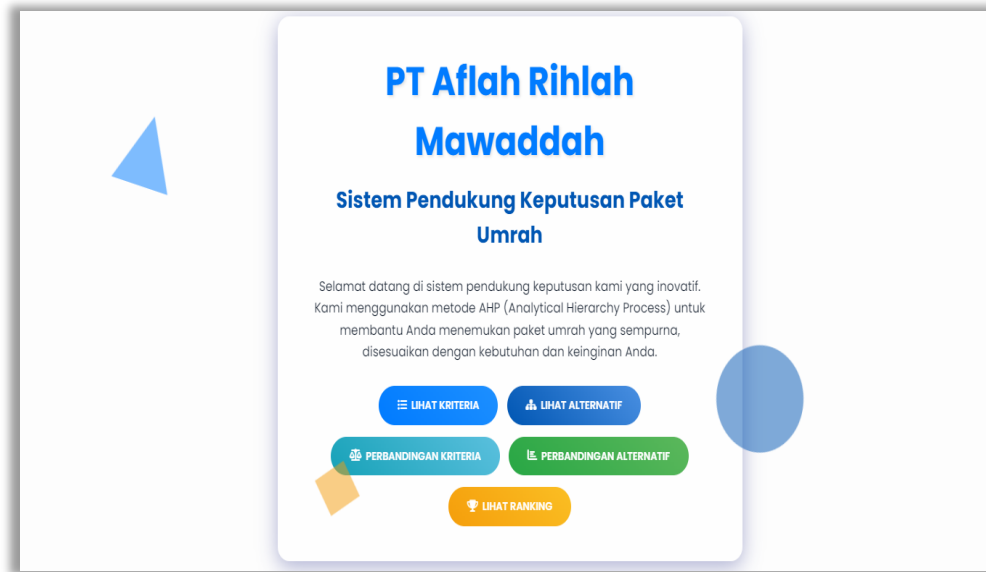 PT Aflah Rihlah
Mawaddah
Sistem Pendukung Keputusan Paket
Umrah
Selamat datang di sistem pendukung keputusan kami yang inovatif.
Kami menggunakan metode AHP (Analytical Hierarchy Process) untuk
membantu Anda menemukan paket umrah yang sempurna,
disesuaikan dengan kebutuhan dan keinginan Anda.
LIHAT KRITERIA
LIHAT ALTERNATIF
PERBANDINGAN KRITERIA
PERBANDINGAN ALTERNATIF
LIHAT RANKING